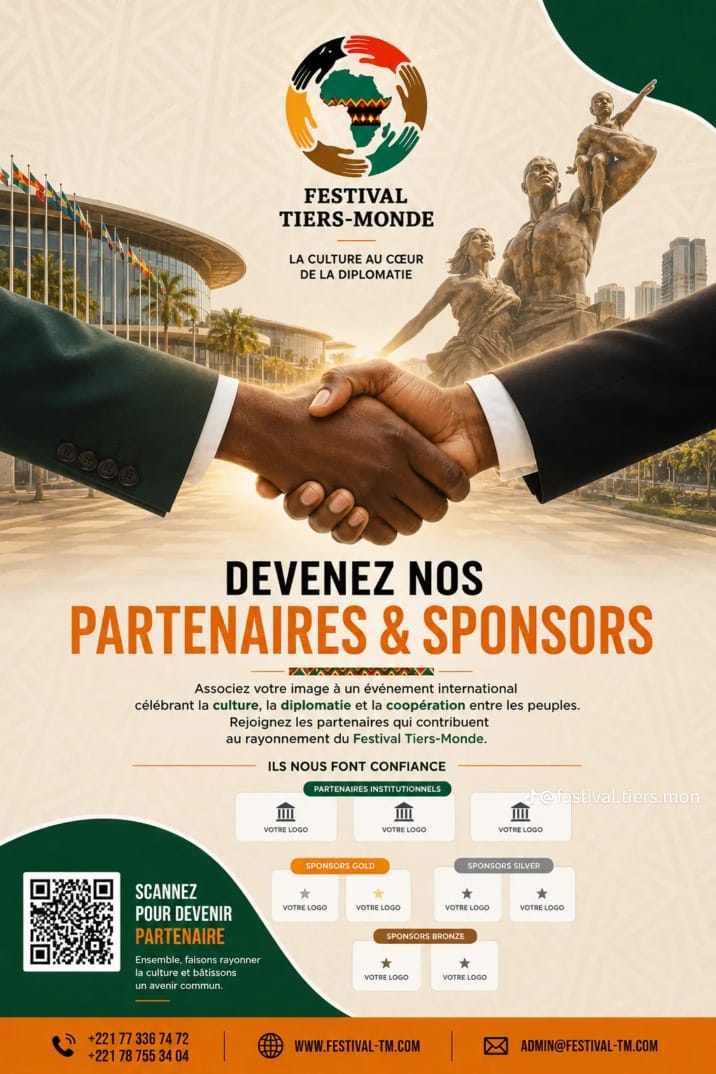 FESTIVAL
TIERS-MONDE
LA CULTURE AU CŒUR
DE LA DIPLOMATIE
DEVENEZ NOS
PARTENAIRES & SPONSORS
Associez votre image à un événement international
célébrant la culture, la diplomatie et la coopération entre les peuples.
Rejoignez les partenaires qui contribuent
au rayonnement du Festival Tiers-Monde.
ILS NOUS FONT CONFIANCE
PARTENAIRES INSTITUTIONNELS
@festival.tiers.mon
VOTRE LOGO
VOTRE LOGO
VOTRE LOGO
SPONSORS GOLD
SPONSORS SILVER
VOTRE LOGO
VOTRE LOGO
VOTRE LOGO
VOTRE LOGO
SPONSORS BRONZE
VOTRE LOGO
VOTRE LOGO
SCANNEZ
POUR DEVENIR
PARTENAIRE
Ensemble, faisons rayonner
la culture et bâtissons
un avenir commun.
+221 77 336 74 72
+221 78 755 34 04
WWW.FESTIVAL-TM.COM
ADMIN@FESTIVAL-TM.COM